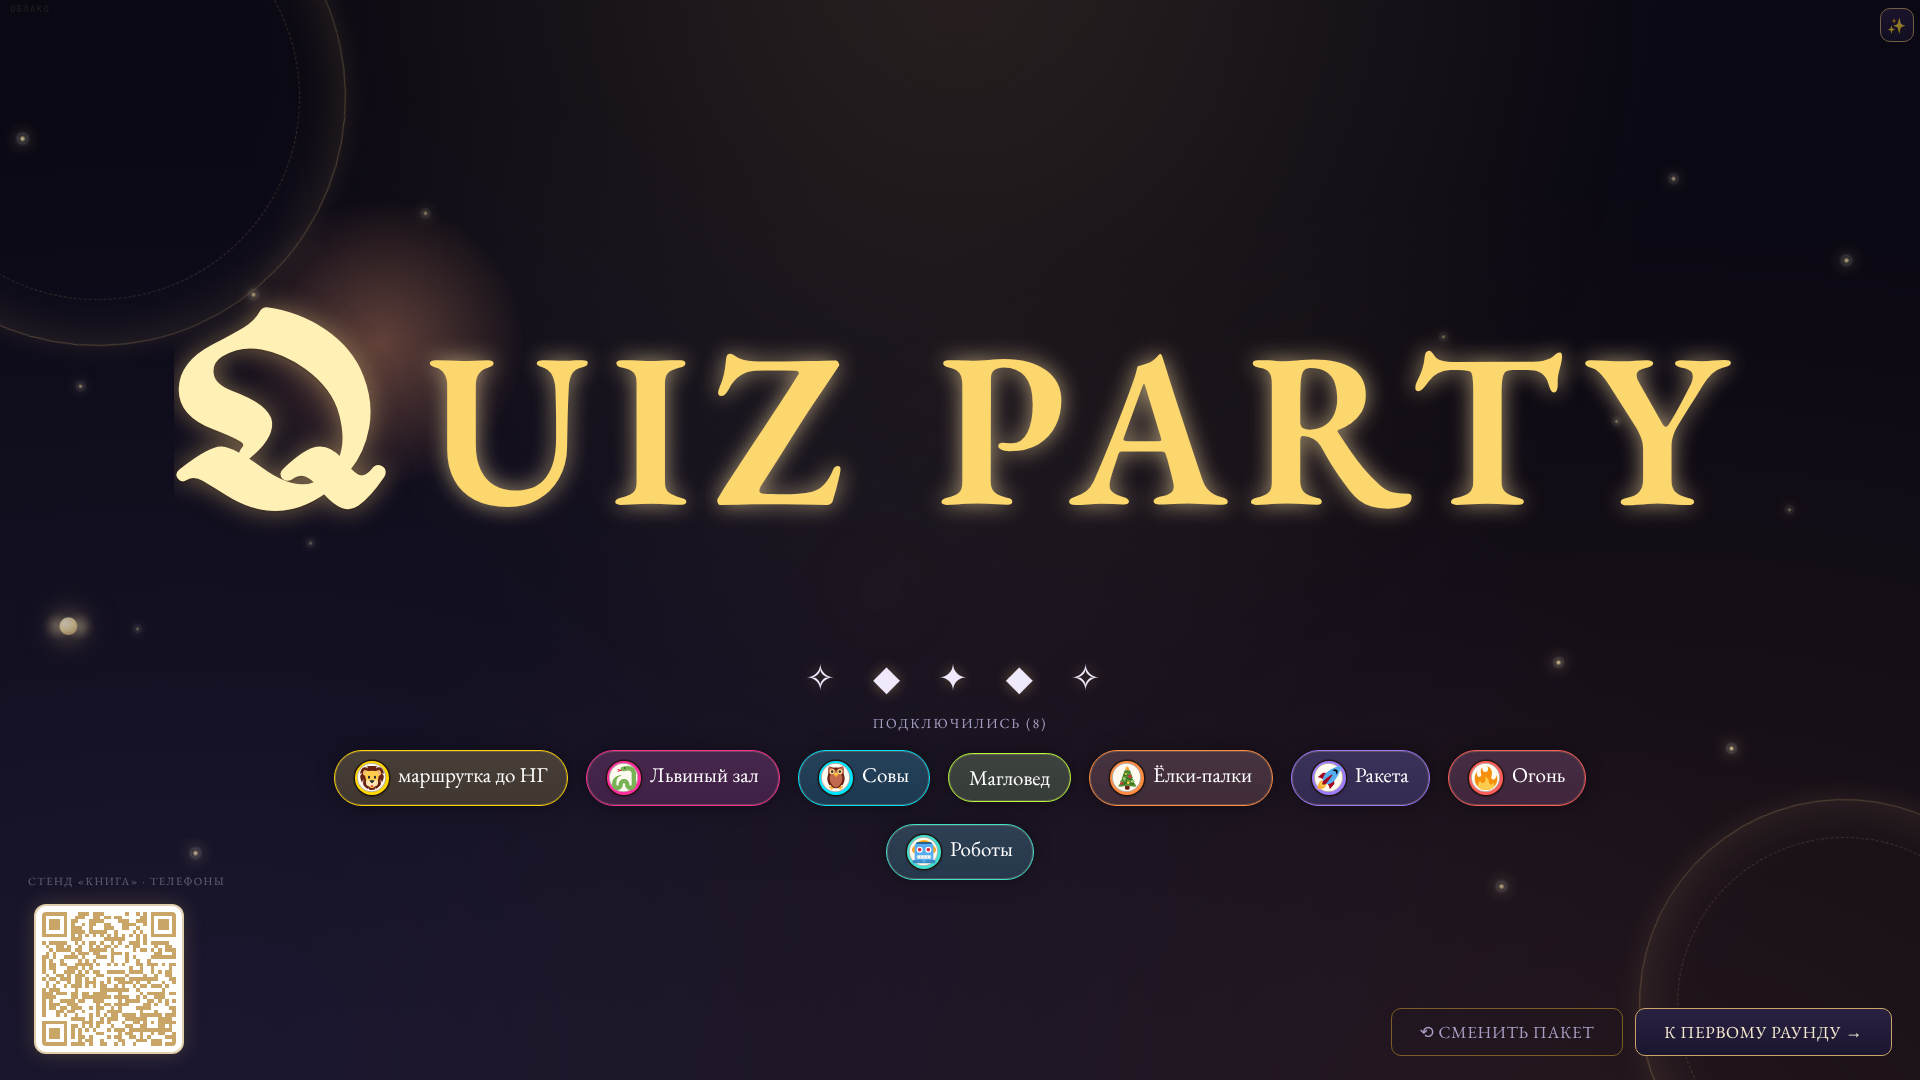 ОБЛАКО
QUIZ PARTY
ПОДКЛЮЧИЛИСЬ (8)
маршрутка до НГ
Львиный зал
Совы
Магловед
Ёлки-палки
Ракета
Огонь
Роботы
СТЕНД «КНИГА» · ТЕЛЕФОНЫ
⟲ СМЕНИТЬ ПАКЕТ
К ПЕРВОМУ РАУНДУ →